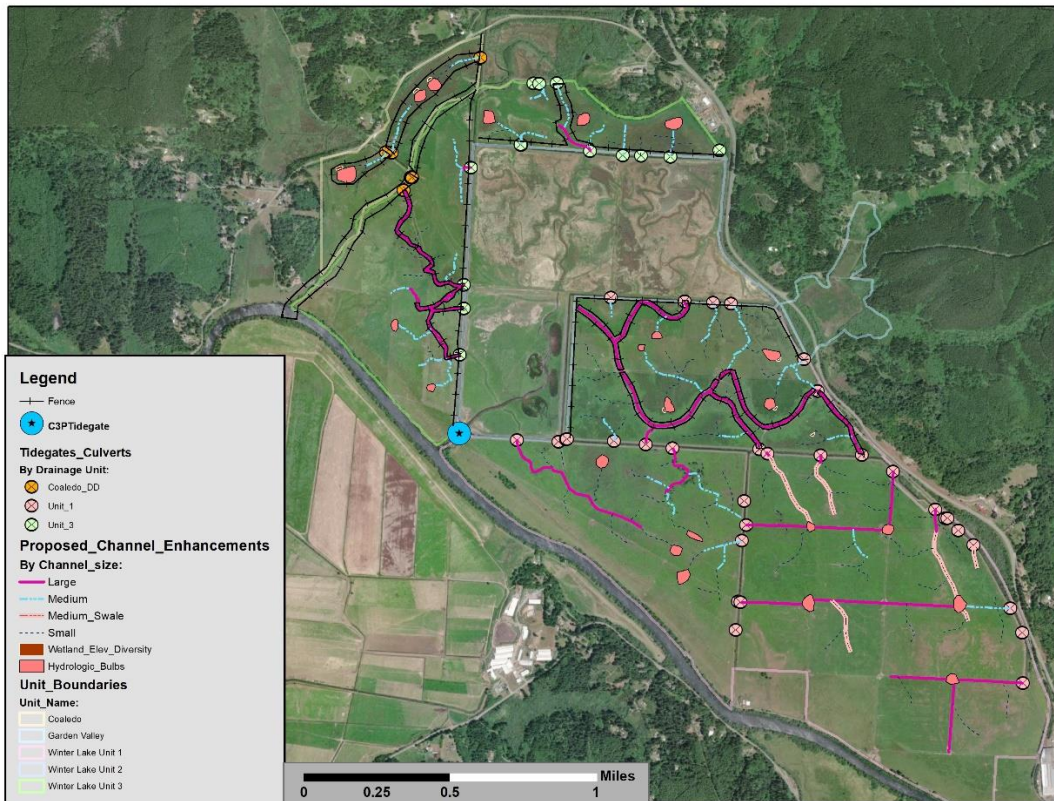 Legend
Fence
C3PTidegate
Tidegates_Culverts
By Drainage Unit:
Coaledo_DD
Unit_1
Unit_3
Proposed_Channel_Enhancements
By Channel_size:
Large
Medium
Medium_Swale
Small
Watland_Elev_Diversity
Hydrologic_Bulbs
Unit_Boundaries
Unit_Name:
Coaledo
Garden Valley
Winter Lake Unit 1
Winter Lake Unit 2
Winter Lake Unit 3
Miles
0 0.25 0.5 1